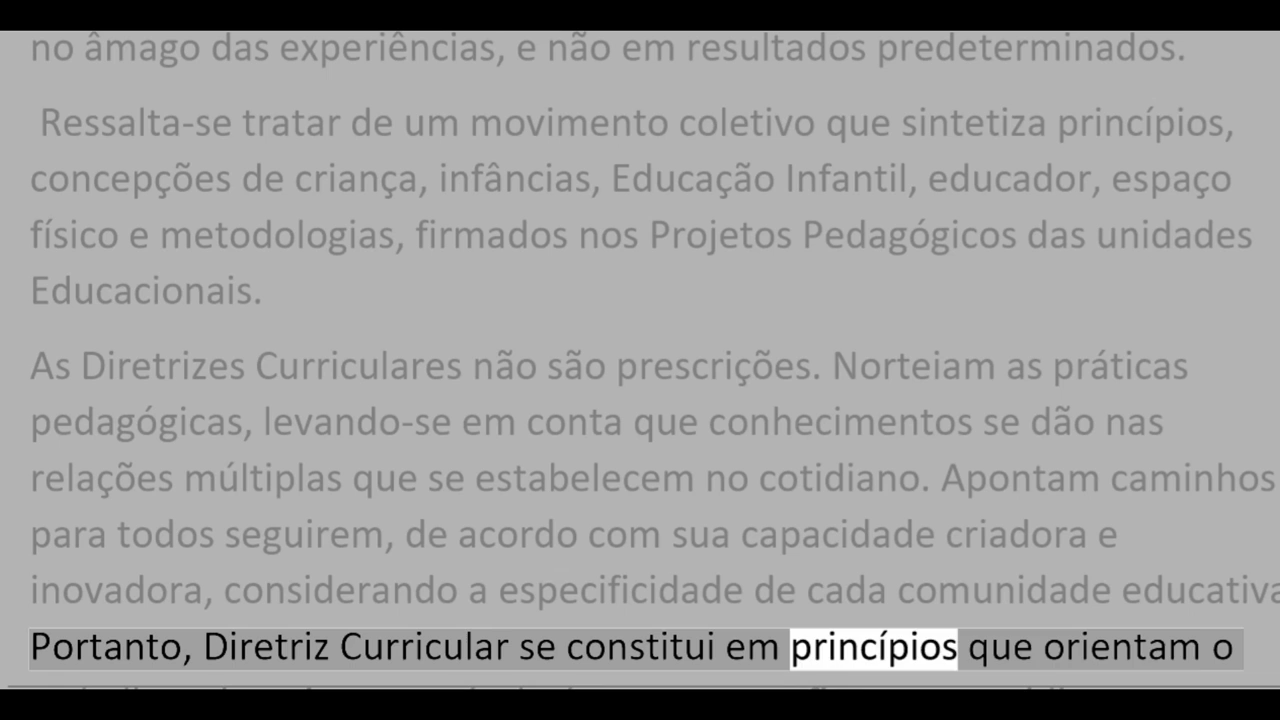 no âmago das experiências, e não em resultados predeterminados.
Ressalta-se tratar de um movimento coletivo que sintetiza princípios,
concepções de criança, infâncias, Educação Infantil, educador, espaço
físico e metodologias, firmados nos Projetos Pedagógicos das unidades
Educacionais.
As Diretrizes Curriculares não são prescrições. Norteiam as práticas
pedagógicas, levando-se em conta que conhecimentos se dão nas
relações múltiplas que se estabelecem no cotidiano. Apontam caminhos
para todos seguirem, de acordo com sua capacidade criadora e
inovadora, considerando a especificidade de cada comunidade educativa
Portanto, Diretriz Curricular se constitui em princípios que orientam o